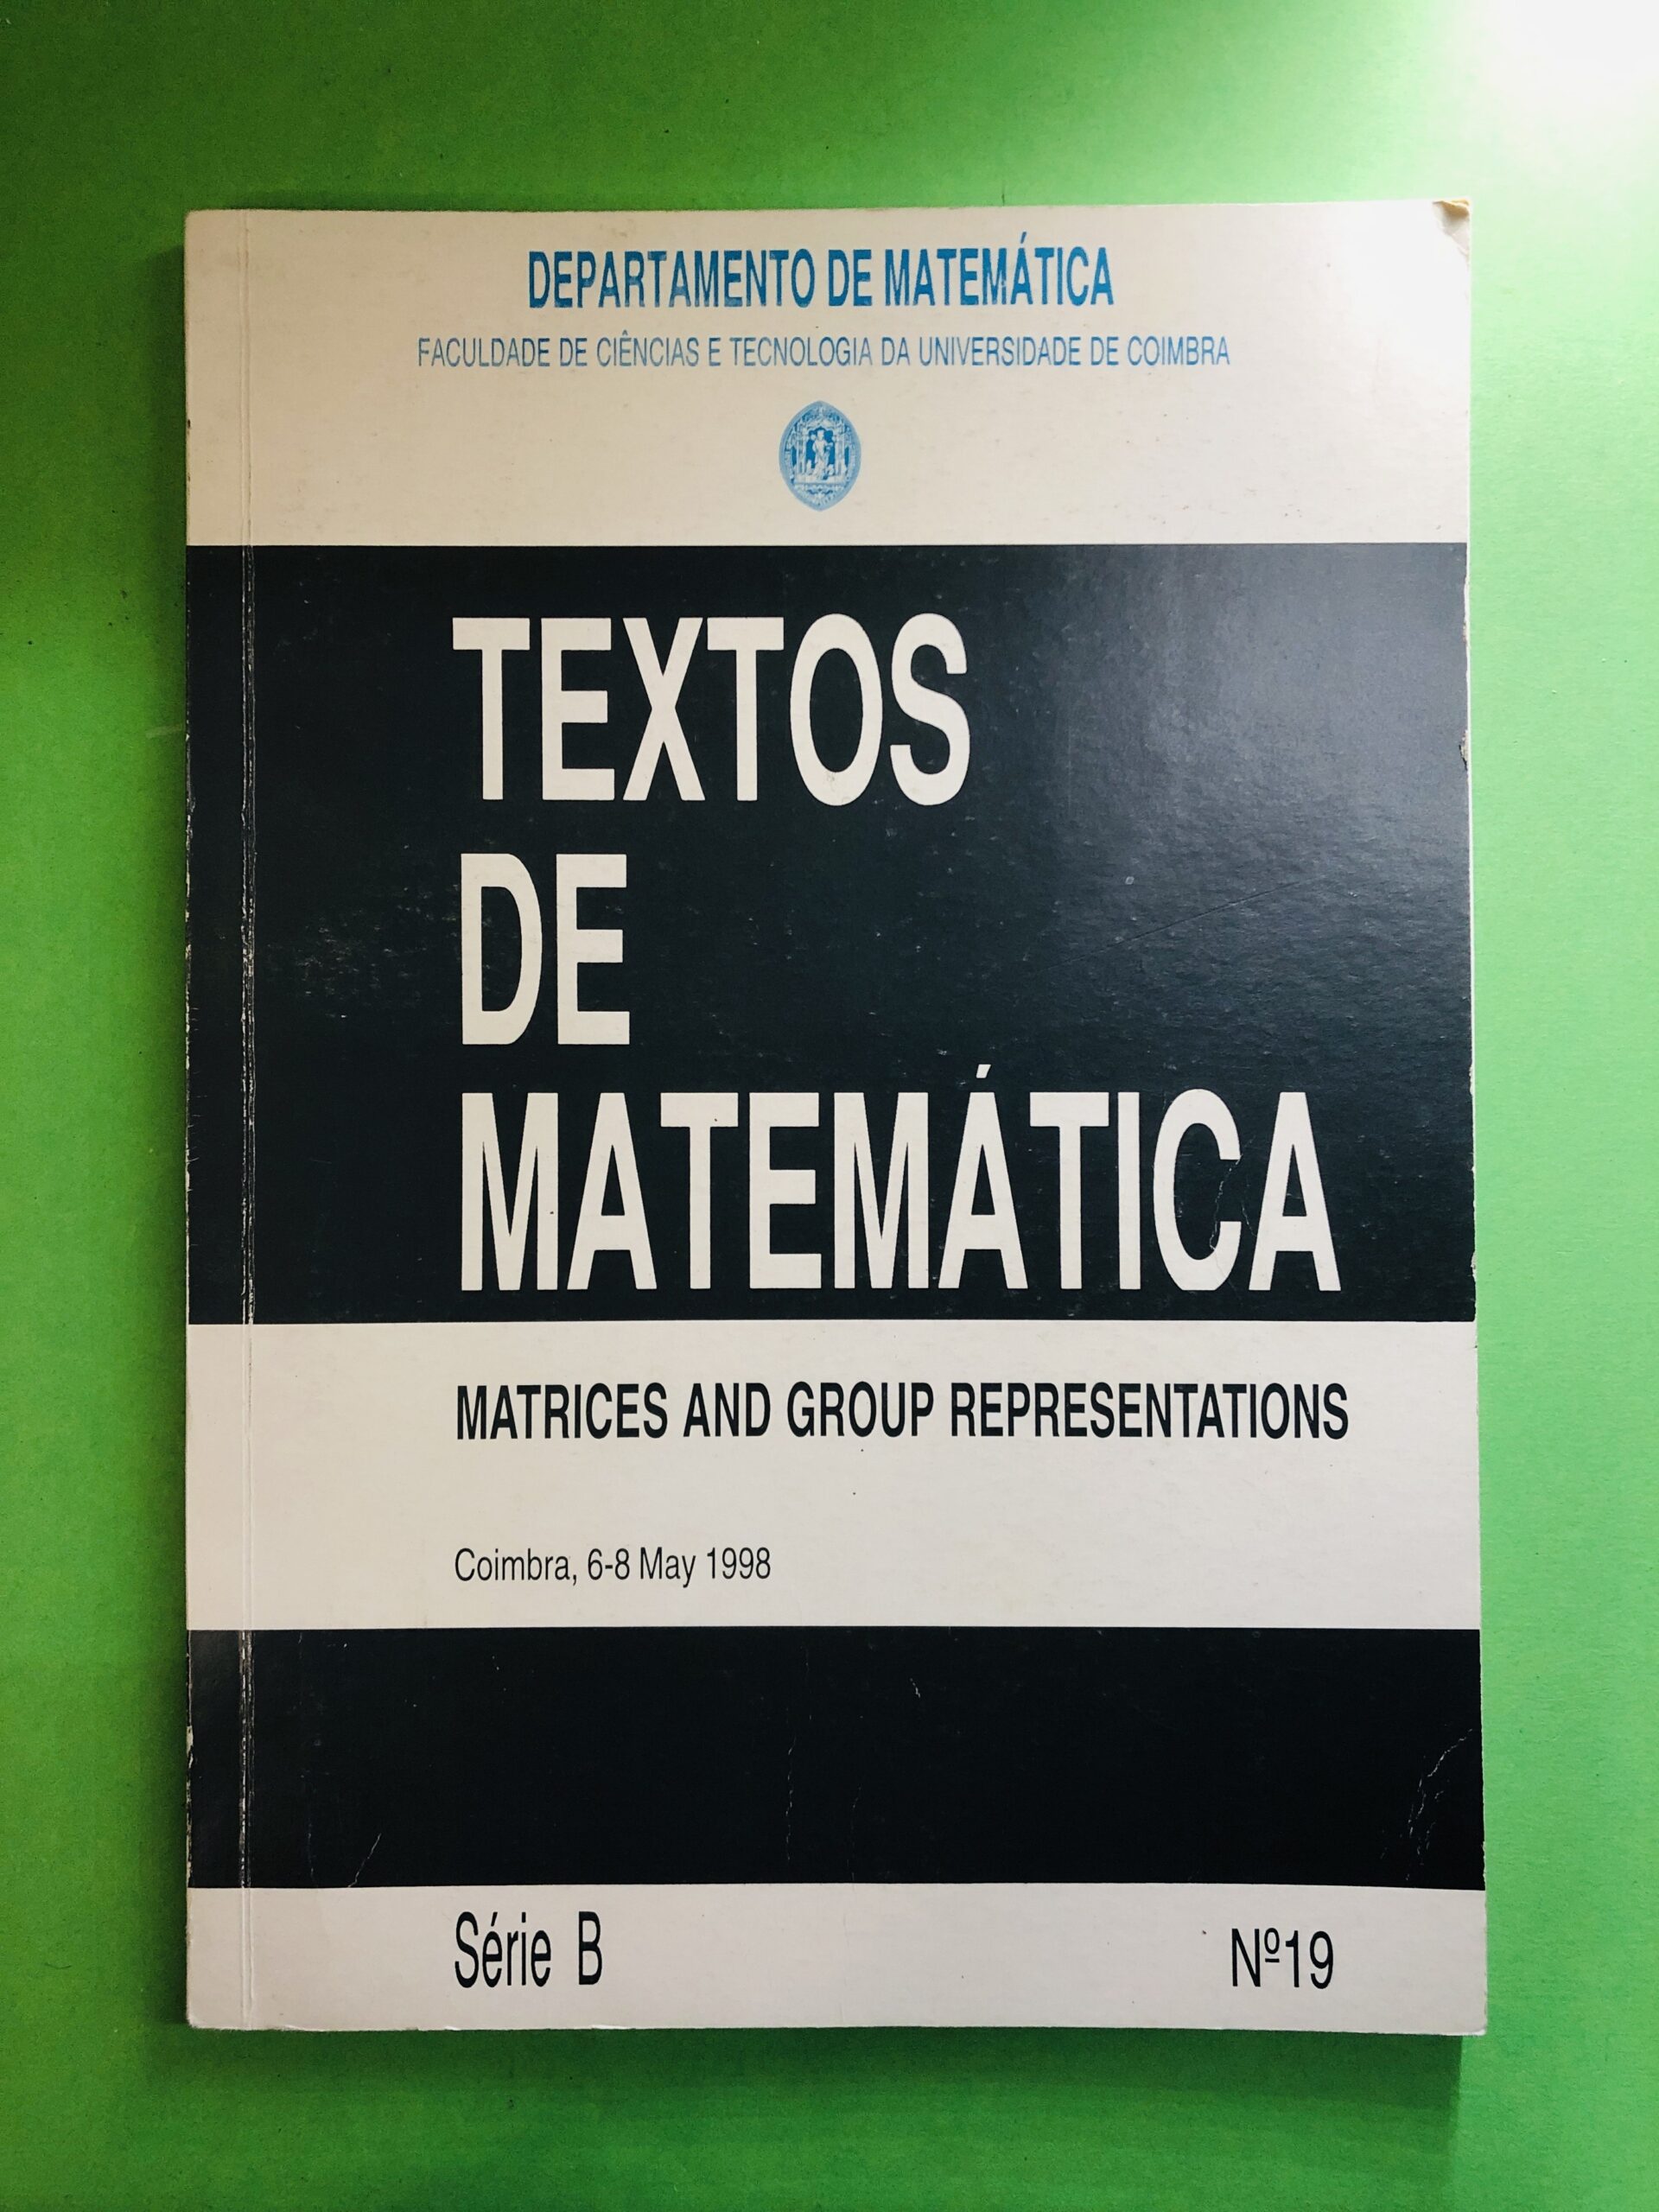 DEPARTAMENTO DE MATEMÁTICA
FACULDADE DE CIÊNCIAS E TECNOLOGIA DA UNIVERSIDADE DE COIMBRA
TEXTOS
DE
MATEMÁTICA
MATRICES AND GROUP REPRESENTATIONS
Coimbra, 6-8 May 1998
Série B
Nº19